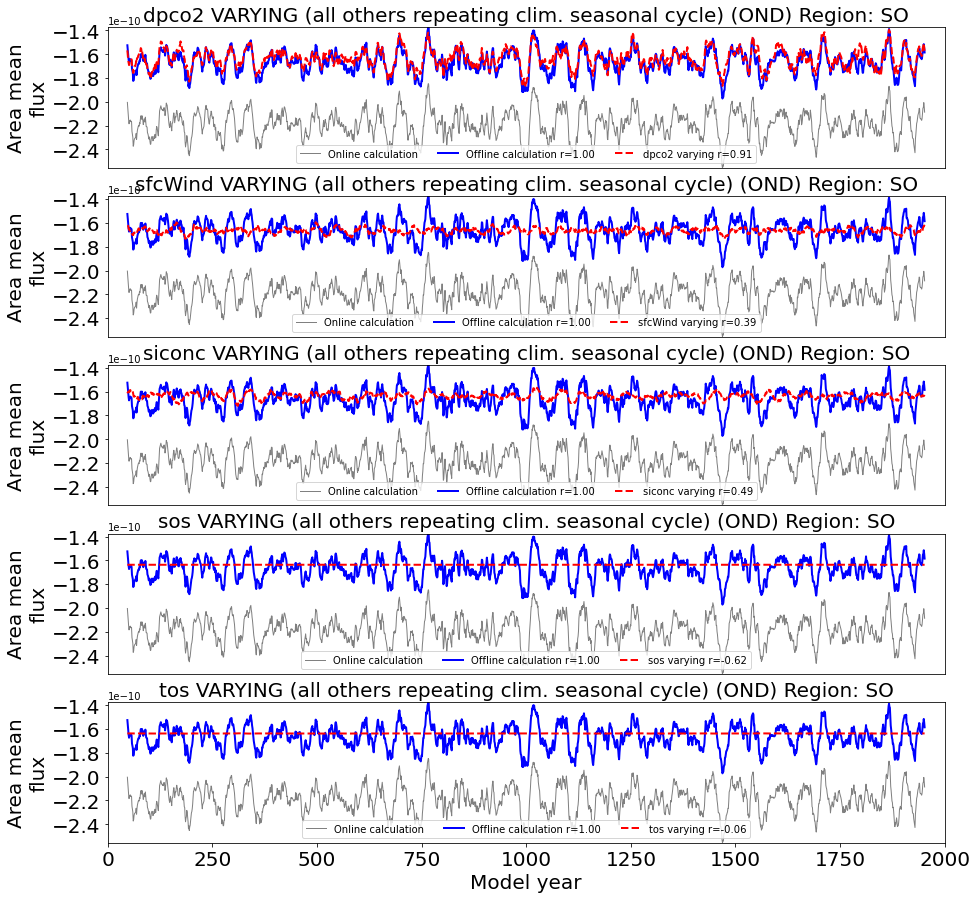 1e−10
dpco2 VARYING (all others repeating clim. seasonal cycle) (OND) Region: SO
Area mean
flux
−1.4
−1.6
−1.8
−2.0
−2.2
−2.4
Online calculation
Offline calculation r=1.00
dpco2 varying r=0.91
1e−10
sfcWind VARYING (all others repeating clim. seasonal cycle) (OND) Region: SO
Area mean
flux
−1.4
−1.6
−1.8
−2.0
−2.2
−2.4
Online calculation
Offline calculation r=1.00
sfcWind varying r=0.39
1e−10
siconc VARYING (all others repeating clim. seasonal cycle) (OND) Region: SO
Area mean
flux
−1.4
−1.6
−1.8
−2.0
−2.2
−2.4
Online calculation
Offline calculation r=1.00
siconc varying r=0.49
1e−10
sos VARYING (all others repeating clim. seasonal cycle) (OND) Region: SO
Area mean
flux
−1.4
−1.6
−1.8
−2.0
−2.2
−2.4
Online calculation
Offline calculation r=1.00
sos varying r=-0.62
1e−10
tos VARYING (all others repeating clim. seasonal cycle) (OND) Region: SO
Area mean
flux
−1.4
−1.6
−1.8
−2.0
−2.2
−2.4
Online calculation
Offline calculation r=1.00
tos varying r=-0.06
0
250
500
750
1000
1250
1500
1750
2000
Model year